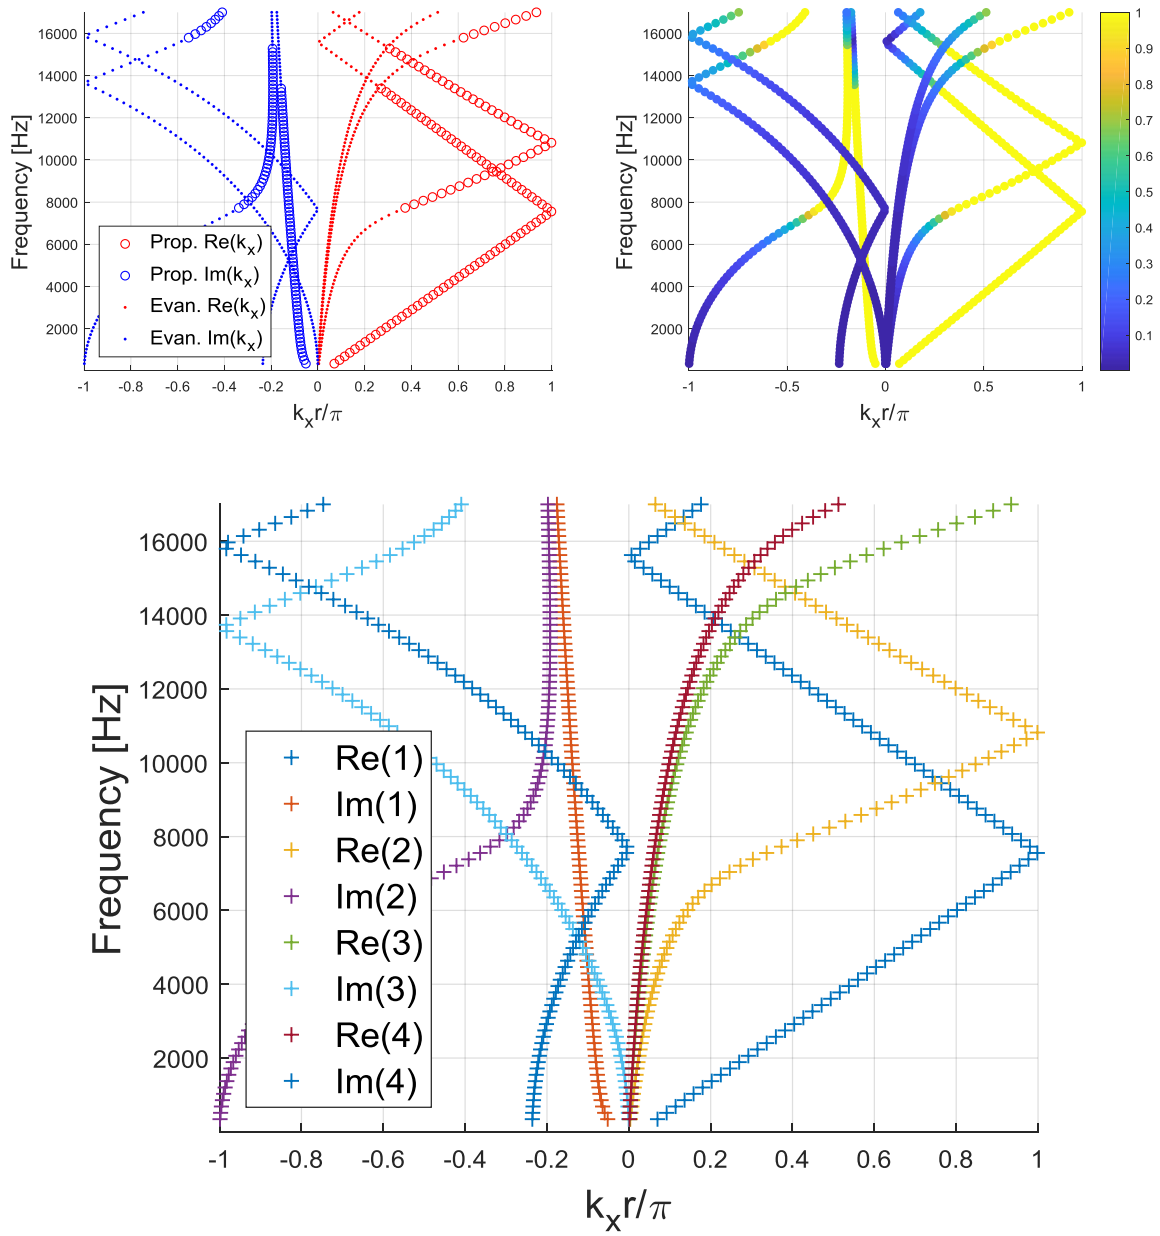 16000
14000
12000
10000
8000
6000
4000
2000
Frequency [Hz]
Prop. Re(kx)
Prop. Im(kx)
Evan. Re(kx)
Evan. Im(kx)
-1 -0.8 -0.6 -0.4 -0.2 0 0.2 0.4 0.6 0.8 1
kxr/π
16000
14000
12000
10000
8000
6000
4000
2000
Frequency [Hz]
-1 -0.5 0 0.5 1
kxr/π
1
0.9
0.8
0.7
0.6
0.5
0.4
0.3
0.2
0.1
16000
14000
12000
10000
8000
6000
4000
2000
Frequency [Hz]
Re(1)
Im(1)
Re(2)
Im(2)
Re(3)
Im(3)
Re(4)
Im(4)
-1 -0.8 -0.6 -0.4 -0.2 0 0.2 0.4 0.6 0.8 1
kxr/π